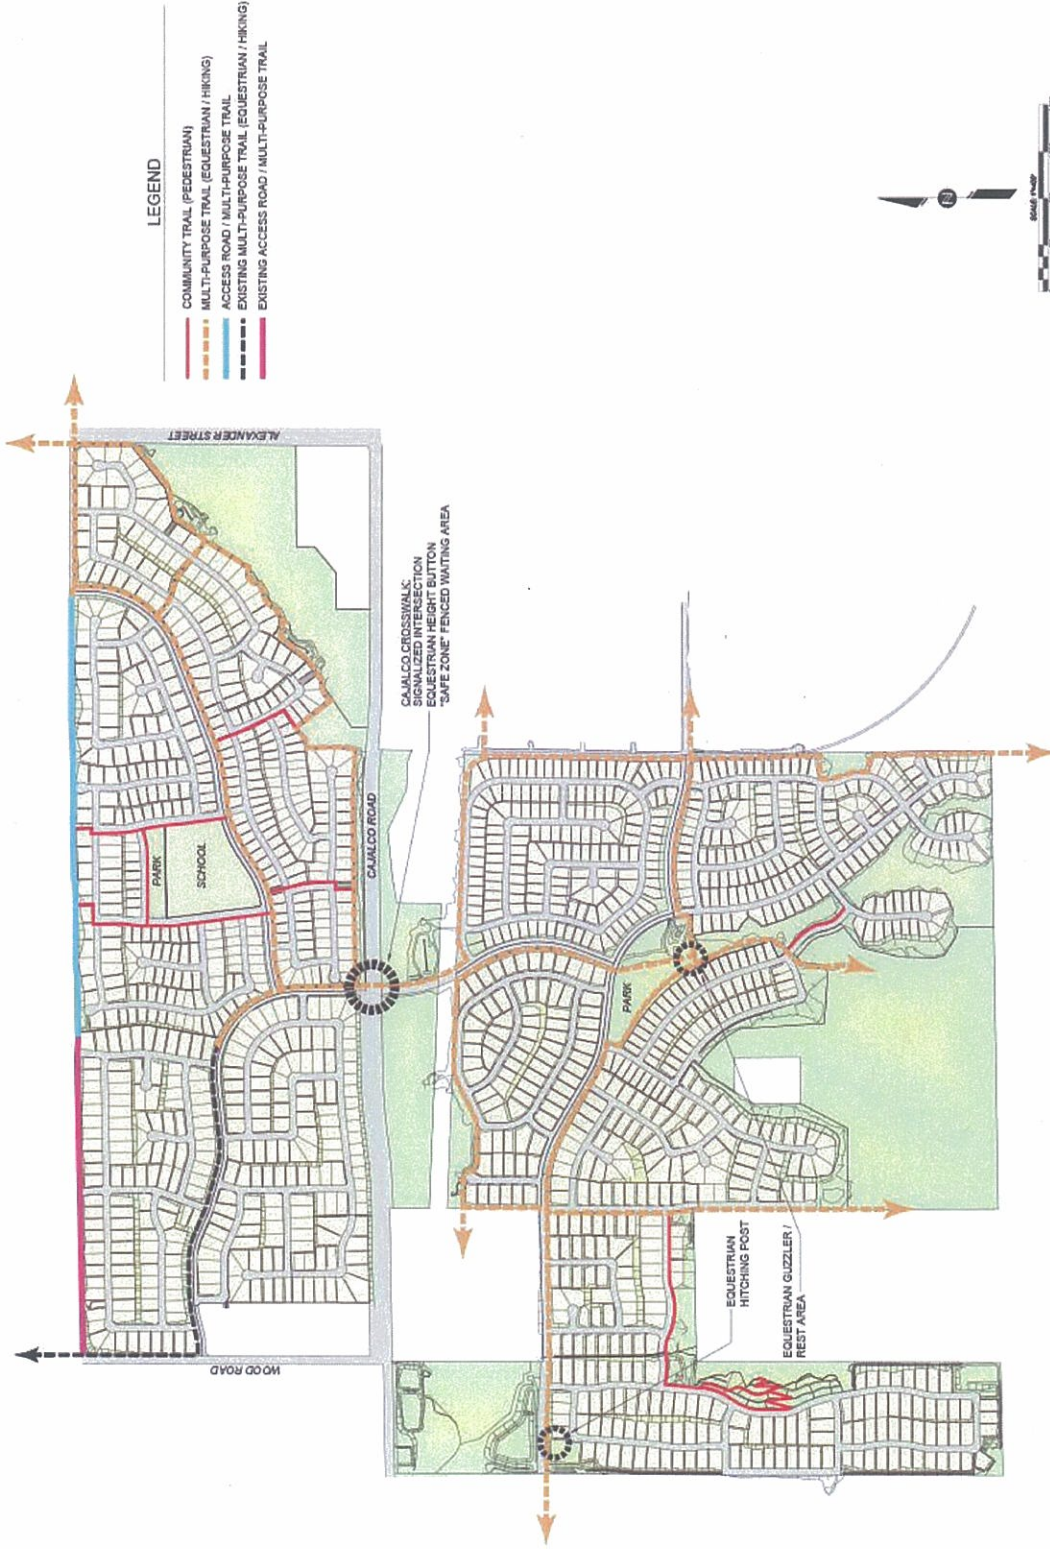 LEGEND
COMMUNITY TRAIL (PEDESTRIAN)
MULTI-PURPOSE TRAIL (EQUESTRIAN / HIKING)
ACCESS ROAD / MULTI-PURPOSE TRAIL
EXISTING MULTI-PURPOSE TRAIL (EQUESTRIAN / HIKING)
EXISTING ACCESS ROAD / MULTI-PURPOSE TRAIL
ALEXANDER STREET
CAJALCO CROSSWALK:
SIGNALIZED INTERSECTION
EQUESTRIAN HEIGHT BUTTON
"SAFE ZONE" FENCED WAITING AREA
PARK
SCHOOL
CAJALCO ROAD
WOOD ROAD
PARK
EQUESTRIAN
HITCHING POST
EQUESTRIAN GUZZLER /
REST AREA
N